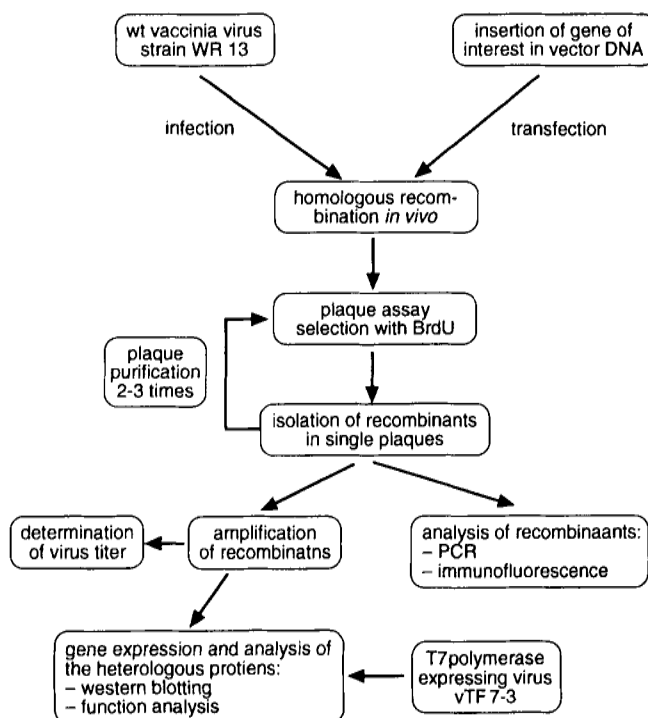 wt vaccinia virus
strain WR 13
insertion of gene of
interest in vector DNA
infection
transfection
homologous recom-
bination in vivo
plaque assay
selection with BrdU
plaque
purification
2-3 times
isolation of recombinants
in single plaques
determination
of virus titer
amplification
of recombinatns
analysis of recombinaants:
– PCR
– immunofluorescence
gene expression and analysis of
the heterologous protiens:
– western blotting
– function analysis
T7polymerase
expressing virus
vTF 7-3